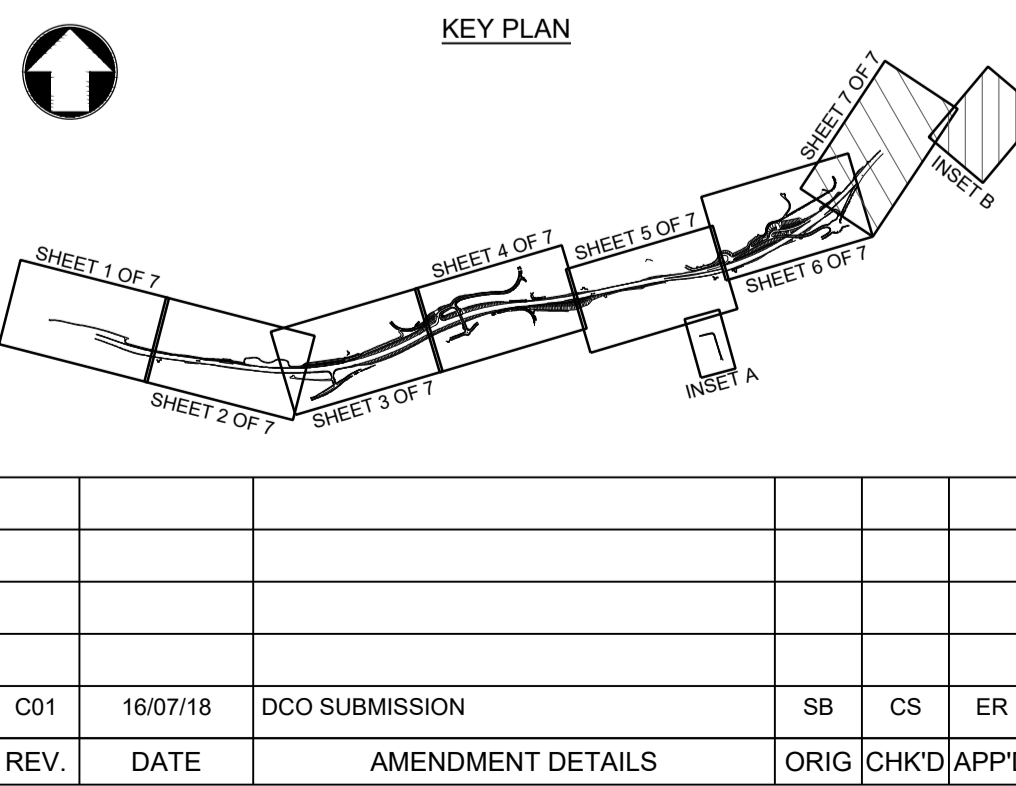 KEY PLAN
SHEET 7 OF 7
INSET B
SHEET 4 OF 7
SHEET 5 OF 7
SHEET 1 OF 7
SHEET 6 OF 7
INSET A
SHEET 2 OF 7
SHEET 3 OF 7
C01 16/07/18 DCO SUBMISSION SB CS ER
REV. DATE AMENDMENT DETAILS ORIG CHK'D APP'D